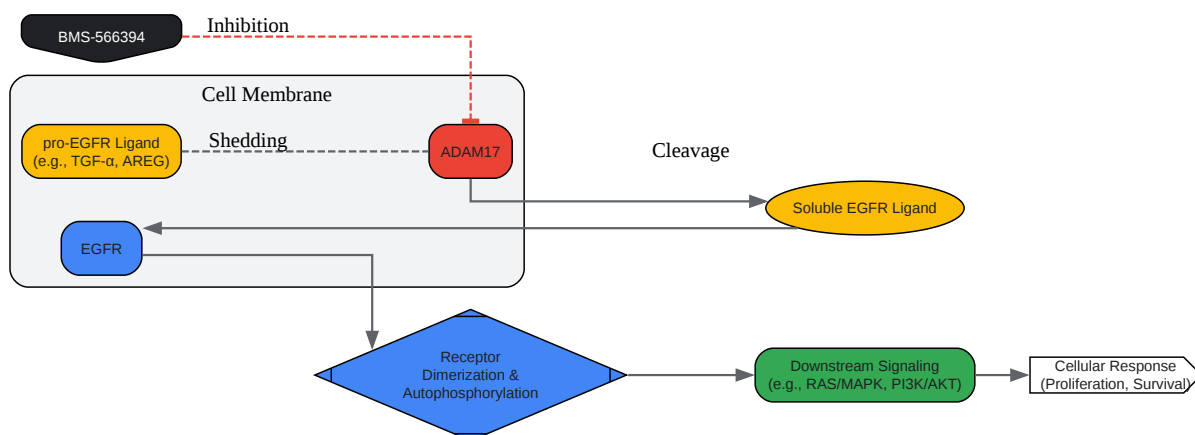 BMS-566394
Inhibition
Cell Membrane
pro-EGFR Ligand
(e.g., TGF-α, AREG)
Shedding
ADAM17
Cleavage
Soluble EGFR Ligand
EGFR
Receptor
Dimerization &
Autophosphorylation
Downstream Signaling
(e.g., RAS/MAPK, PI3K/AKT)
Cellular Response
(Proliferation, Survival)